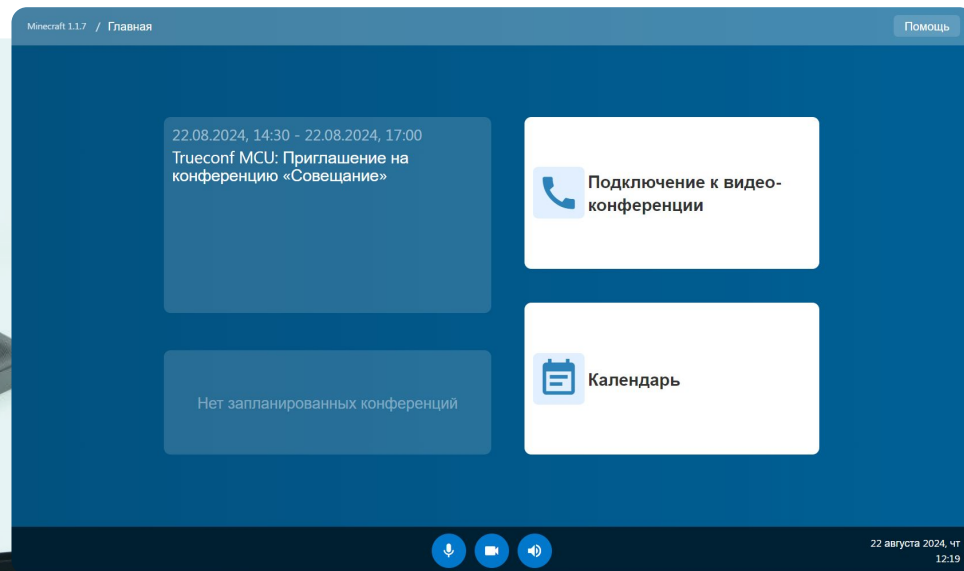 Minecraft 1.1.7 / Главная
Помощь
22.08.2024, 14:30 - 22.08.2024, 17:00
Trueconf MCU: Приглашение на
конференцию «Совещание»
Подключение к видео-
конференции
Нет запланированных конференций
Календарь
22 августа 2024, чт
12:19